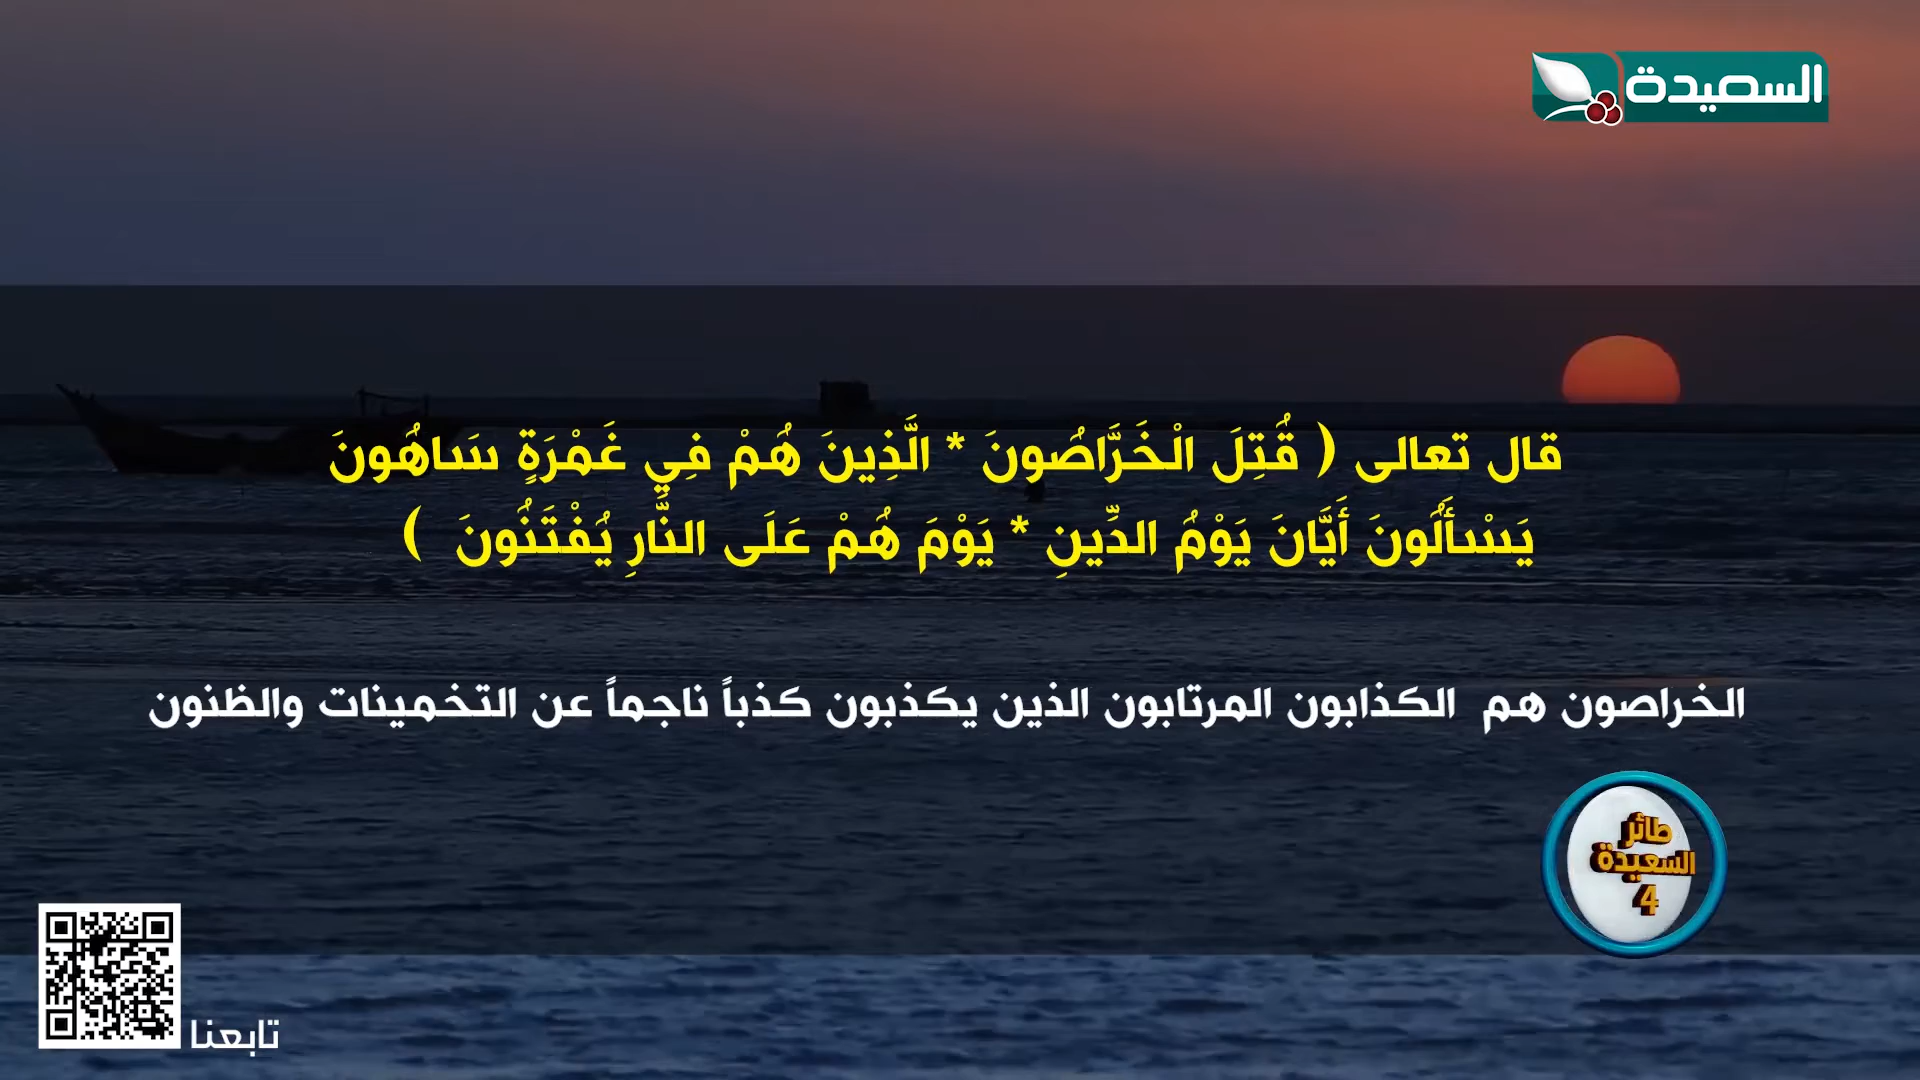 السعيدة
قال تعالى ( قُتِلَ الْخَرَّاصُونَ * الَّذِينَ هُمْ فِي غَمْرَةٍ سَاهُونَ
يَسْأَلُونَ أَيَّانَ يَوْمُ الدِّينِ * يَوْمَ هُمْ عَلَى النَّارِ يُفْتَنُونَ )
الخراصون هم الكذابون المرتابون الذين يكذبون كذباً ناجماً عن التخمينات والظنون
طائر
السعيدة
4
تابعنا